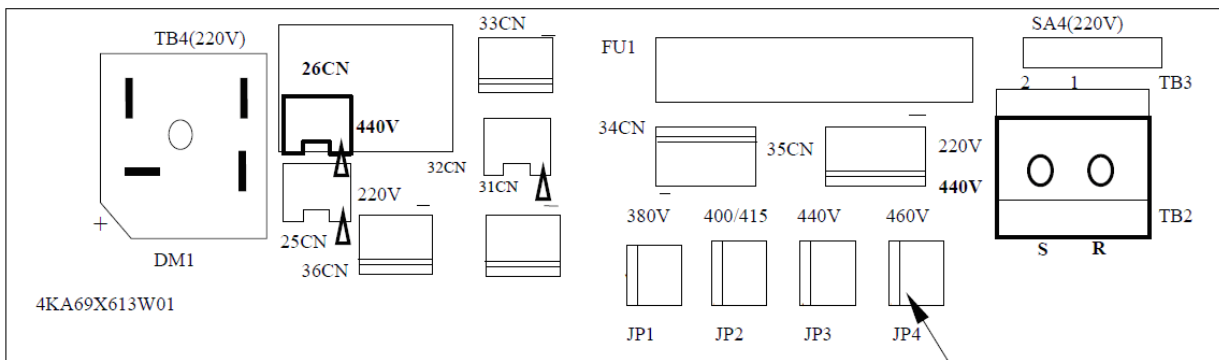 33CN
SA4(220V)
TB4(220V)
FU1
26CN
2 1 TB3
440V
34CN
35CN
220V
32CN
31CN
220V
440V
380V 400/415 440V 460V
TB2
25CN
S R
DM1
36CN
4KA69X613W01
JP1 JP2 JP3 JP4